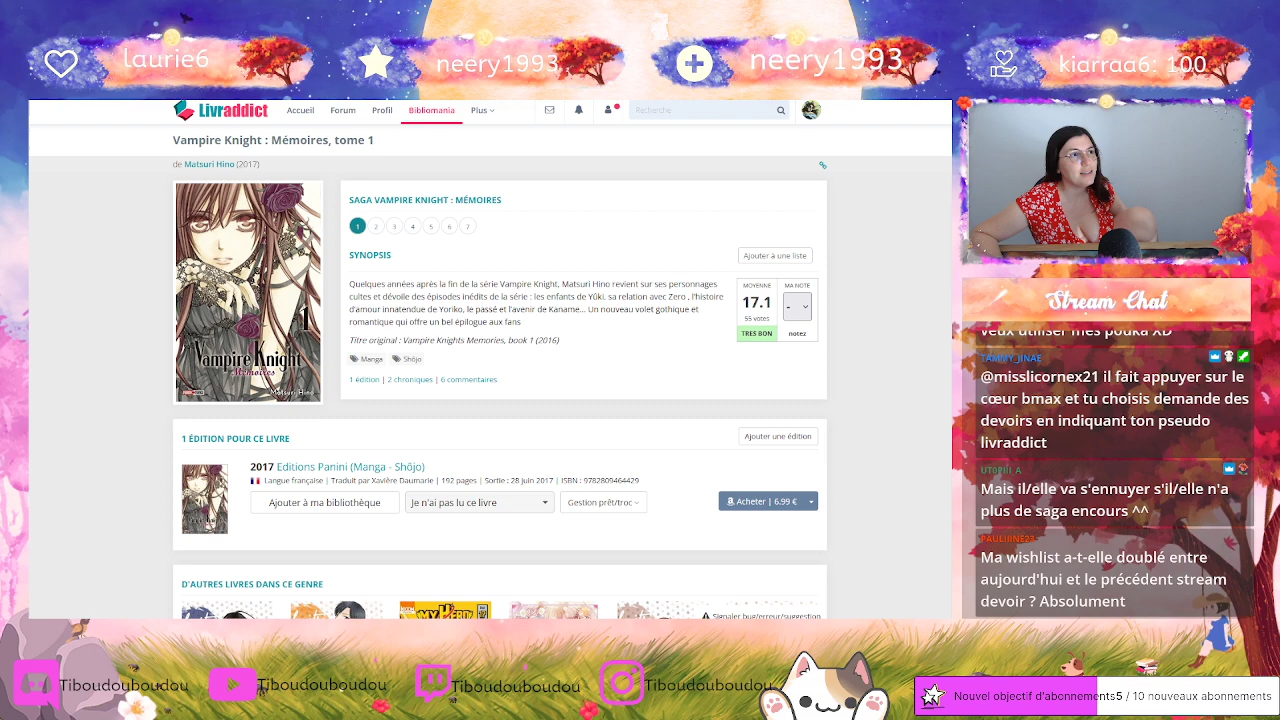 laurie6
neery1993
neery1993
kiarraa6: 100
Livraddict
Accueil
Forum
Profil
Bibliomania
Plus
Recherche
Vampire Knight : Mémoires, tome 1
de Matsuri Hino (2017)
1
Vampire Knight
Mémoires
Matsuri Hino
SAGA VAMPIRE KNIGHT : MÉMOIRES
1 2 3 4 5 6 7
SYNOPSIS
Ajouter à une liste
Quelques années après la fin de la série Vampire Knight, Matsuri Hino revient sur ses personnages
cultes et dévoile des épisodes inédits de la série : les enfants de Yûki, sa relation avec Zero , l'histoire
d'amour innatendue de Yoriko, le passé et l'avenir de Kaname... Un nouveau volet gothique et
romantique qui offre un bel épilogue aux fans
Titre original : Vampire Knights Memories, book 1 (2016)
Manga
Shôjo
1 édition | 2 chroniques | 6 commentaires
MOYENNE
17.1
55 votes
TRES BON
MA NOTE
-
notez
1 ÉDITION POUR CE LIVRE
Ajouter une édition
2017 Editions Panini (Manga - Shôjo)
Langue française | Traduit par Xavière Daumarie | 192 pages | Sortie : 28 juin 2017 | ISBN : 9782809464429
Ajouter à ma bibliothèque
Je n'ai pas lu ce livre
Gestion prêt/troc
Acheter | 6,99 €
D'AUTRES LIVRES DANS CE GENRE
Signaler bug/erreur/suggestion
Stream Chat
veux utiliser mes pouka XD
TAMMY_JINAE
@misslicornex21 il fait appuyer sur le
cœur bmax et tu choisis demande des
devoirs en indiquant ton pseudo
livraddict
Mais il/elle va s'ennuyer s'il/elle n'a
plus de saga encours ^^
Ma wishlist a-t-elle doublé entre
aujourd'hui et le précédent stream
devoir ? Absolument
Tiboudouboudou
Tiboudouboudou
Tiboudouboudou
Tiboudouboudou
Nouvel objectif d'abonnements
5 / 10 nouveaux abonnements